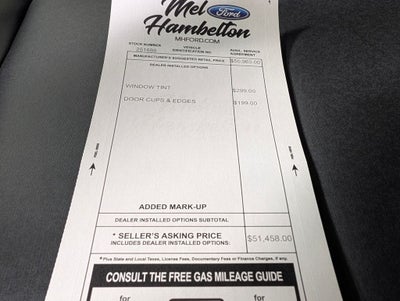 Mel
Ford
Hambelton
MHFORD.COM
STOCK NUMBER
VEHICLE
IDENTIFICATION NO.
ADD'L SERVICE
AGREEMENT
MANUFACTURER'S SUGGESTED RETAIL PRICE $50,960.00
DEALER INSTALLED OPTIONS
WINDOW TINT $299.00
DOOR CUPS & EDGES $199.00
ADDED MARK-UP
DEALER INSTALLED OPTIONS SUBTOTAL
* SELLER'S ASKING PRICE
INCLUDES DEALER INSTALLED OPTIONS: $51,458.00
* Plus State and Local Taxes, License Fees, Documentary Fees or Finance Charges, if any.
CONSULT THE FREE GAS MILEAGE GUIDE
for for